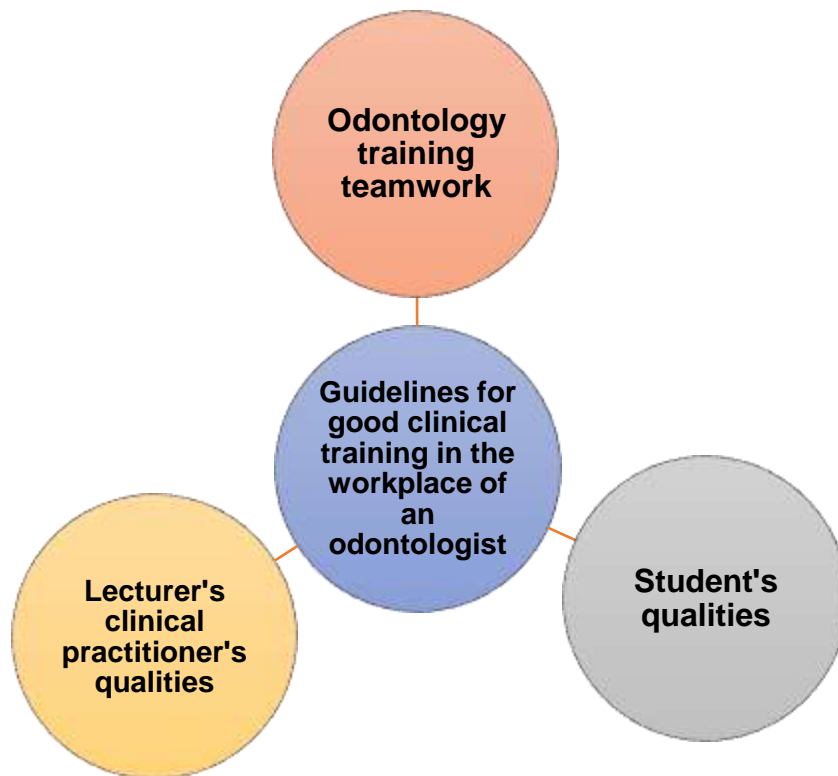 Odontology
training
teamwork
Guidelines for
good clinical
training in the
workplace of
an
odontologist
Lecturer's
clinical
practitioner's
qualities
Student's
qualities